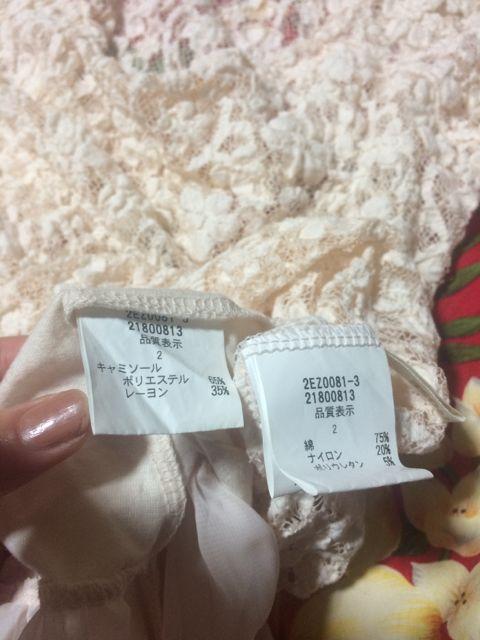 2EZ0081-3
21800813
品質表示
2
キャミソール
ポリエステル 65%
レーヨン 35%
2EZ0081-3
21800813
品質表示
2
綿 75%
ナイロン 20%
ポリウレタン 5%